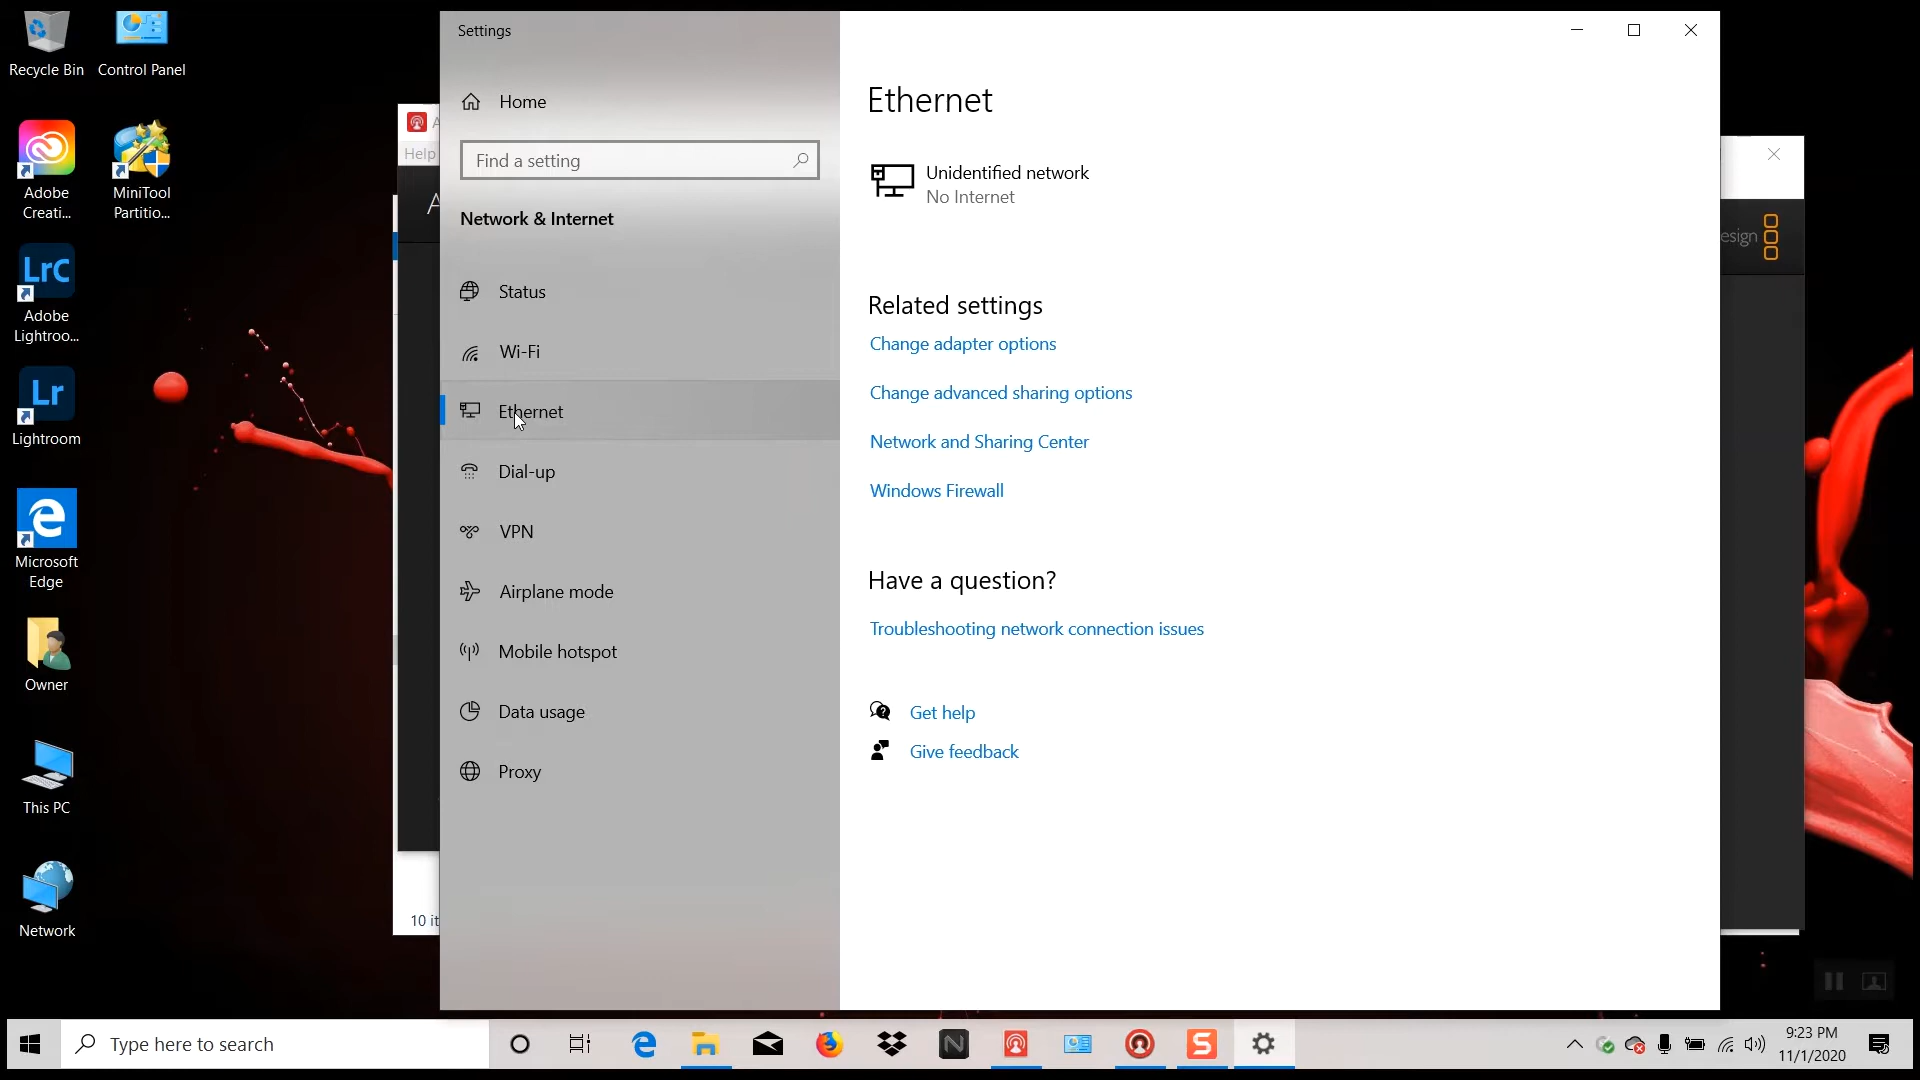 Recycle Bin
Control Panel
Adobe
Creati...
MiniTool
Partitio...
LrC
Adobe
Lightroo...
Lr
Lightroom
Microsoft
Edge
Owner
This PC
Network
Help
10 it
Settings
Home
Find a setting
Network & Internet
Status
Wi-Fi
Ethernet
Dial-up
VPN
Airplane mode
Mobile hotspot
Data usage
Proxy
Ethernet
Unidentified network
No Internet
Related settings
Change adapter options
Change advanced sharing options
Network and Sharing Center
Windows Firewall
Have a question?
Troubleshooting network connection issues
Get help
Give feedback
esign
Type here to search
9:23 PM
11/1/2020